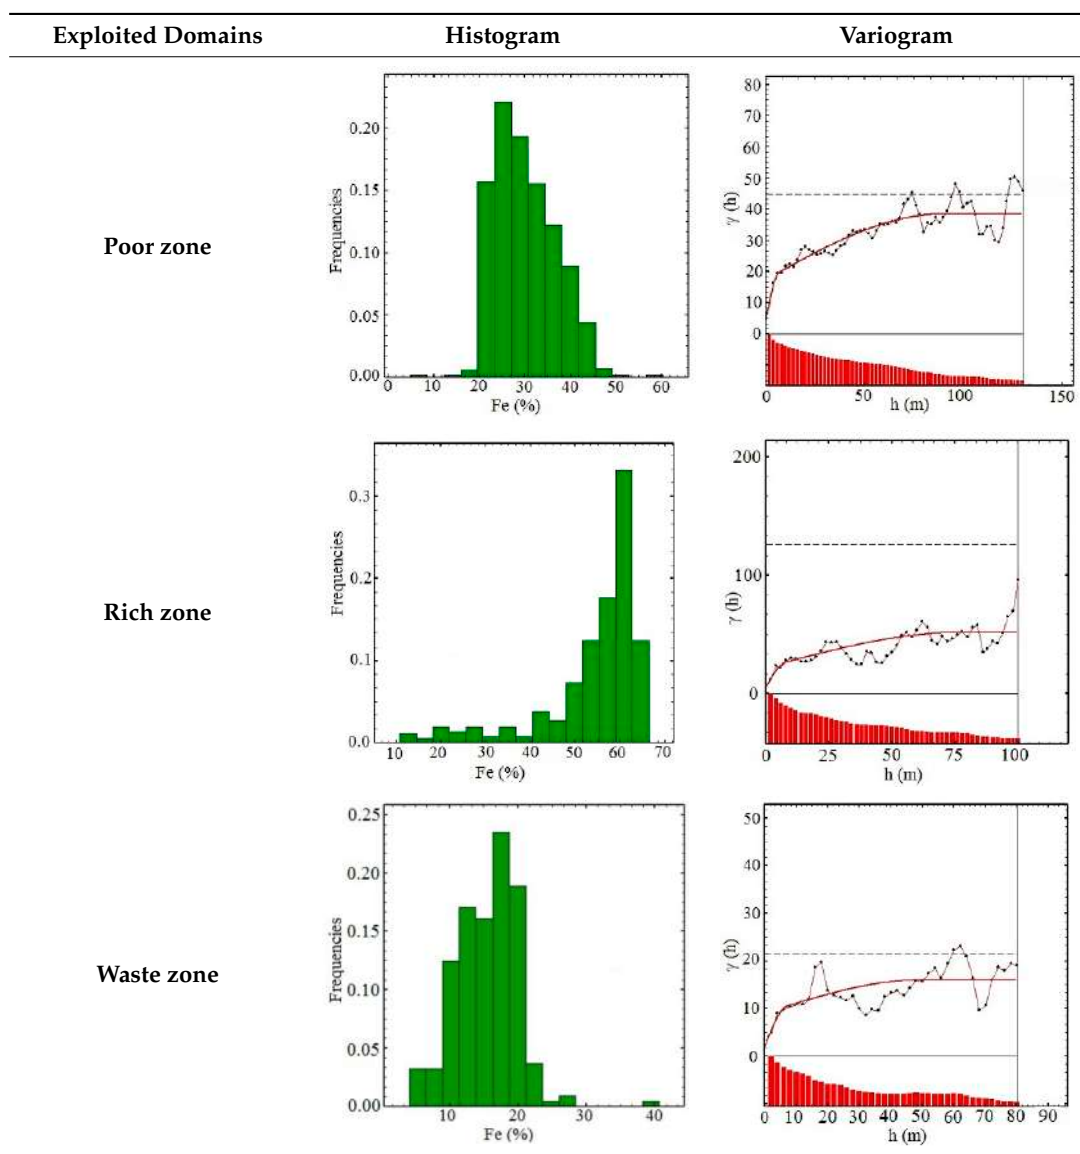 Exploited Domains Histogram Variogram
Poor zone
0.20
0.15
0.10
0.05
0.00
Frequencies
0 10 20 30 40 50 60
Fe (%)
80
70
60
50
40
30
20
10
0
γ (h)
0 50 100 150
h (m)
Rich zone
0.3
0.2
0.1
0.0
Frequencies
10 20 30 40 50 60 70
Fe (%)
200
100
0
γ (h)
0 25 50 75 100
h (m)
Waste zone
0.25
0.20
0.15
0.10
0.05
0.00
Frequencies
10 20 30 40
Fe (%)
50
40
30
20
10
0
γ (h)
0 10 20 30 40 50 60 70 80 90
h (m)